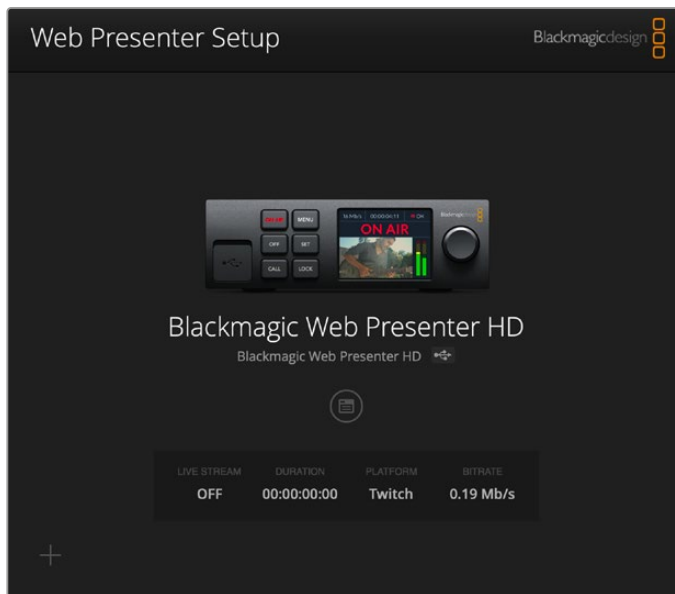 Web Presenter Setup
Blackmagicdesign
ON AIR MENU
OFF SET
CALL LOCK
ON AIR
Blackmagic Web Presenter HD
Blackmagic Web Presenter HD
LIVE STREAM DURATION PLATFORM BITRATE
OFF 00:00:00:00 Twitch 0.19 Mb/s